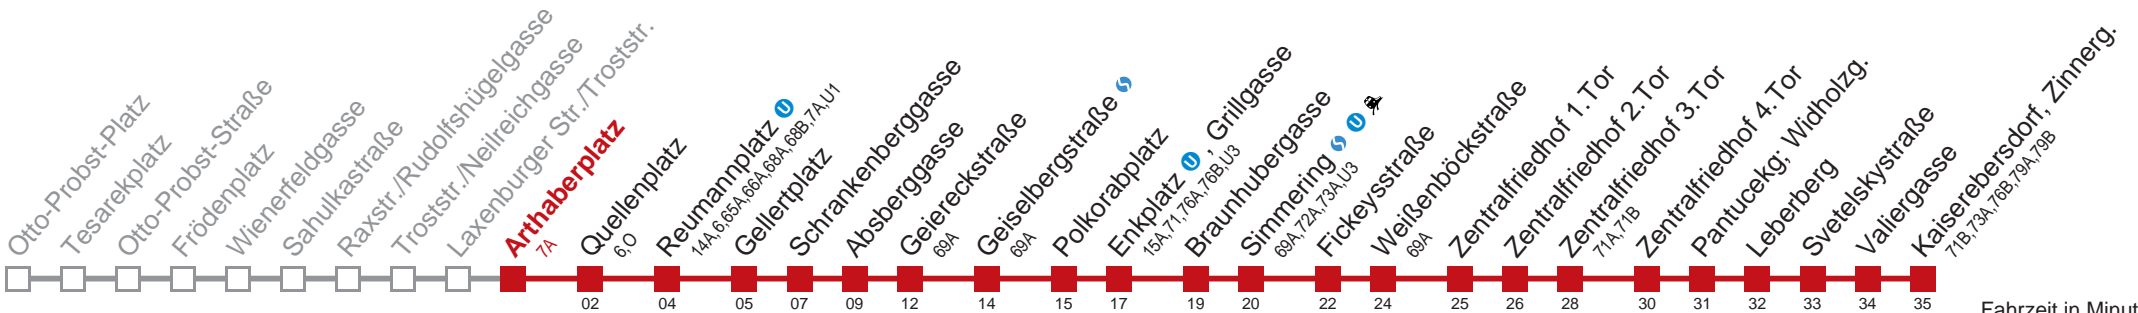 Otto-Probst-Platz
Tesarekplatz
Otto-Probst-Straße
Frödenplatz
Wienerfeldgasse
Sahulkastraße
Raxstr./Rudolfshügelgasse
Troststr./Neilreichgasse
Laxenburger Str./Troststr.
Arthaberplatz
7A
Quellenplatz
6,O
02
Reumannplatz U
14A,6,65A,66A,68A,68B,7A,U1
04
Gellertplatz
05
Schrankenberggasse
07
Absberggasse
09
Geiereckstraße
69A
12
Geiselbergstraße S
69A
14
Polkorabplatz
15
Enkplatz U , Grillgasse
15A,71,76A,76B,U3
17
Braunhubergasse
19
Simmering S U
69A,72A,73A,U3
20
Fickeysstraße
22
Weißenböckstraße
69A
24
Zentralfriedhof 1.Tor
25
Zentralfriedhof 2.Tor
26
Zentralfriedhof 3.Tor
71A,71B
28
Zentralfriedhof 4.Tor
30
Pantucekg; Widholzg.
31
Leberberg
32
Svetelskystraße
33
Valiergasse
34
Kaiserebersdorf, Zinnerg.
71B,73A,76B,79A,79B
35
Fahrzeit in Minut